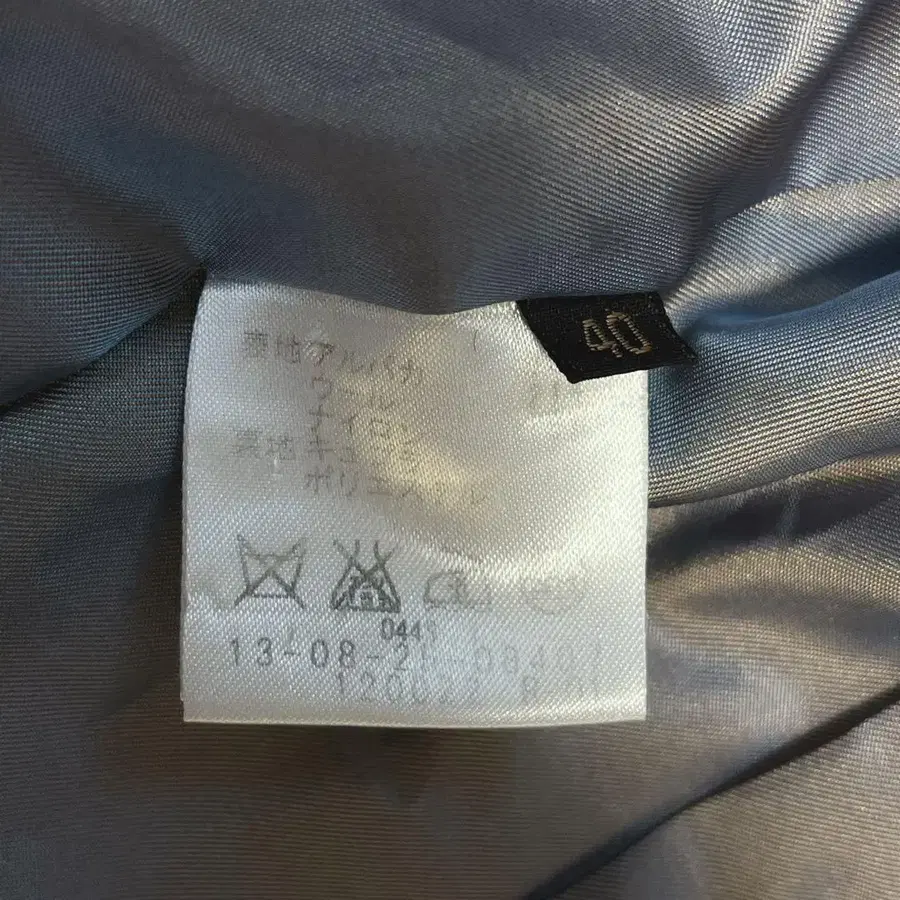 40
表地アルパカ
ウール
ナイロン
裏地キュプラ
ポリエステル
0443
13-08-2